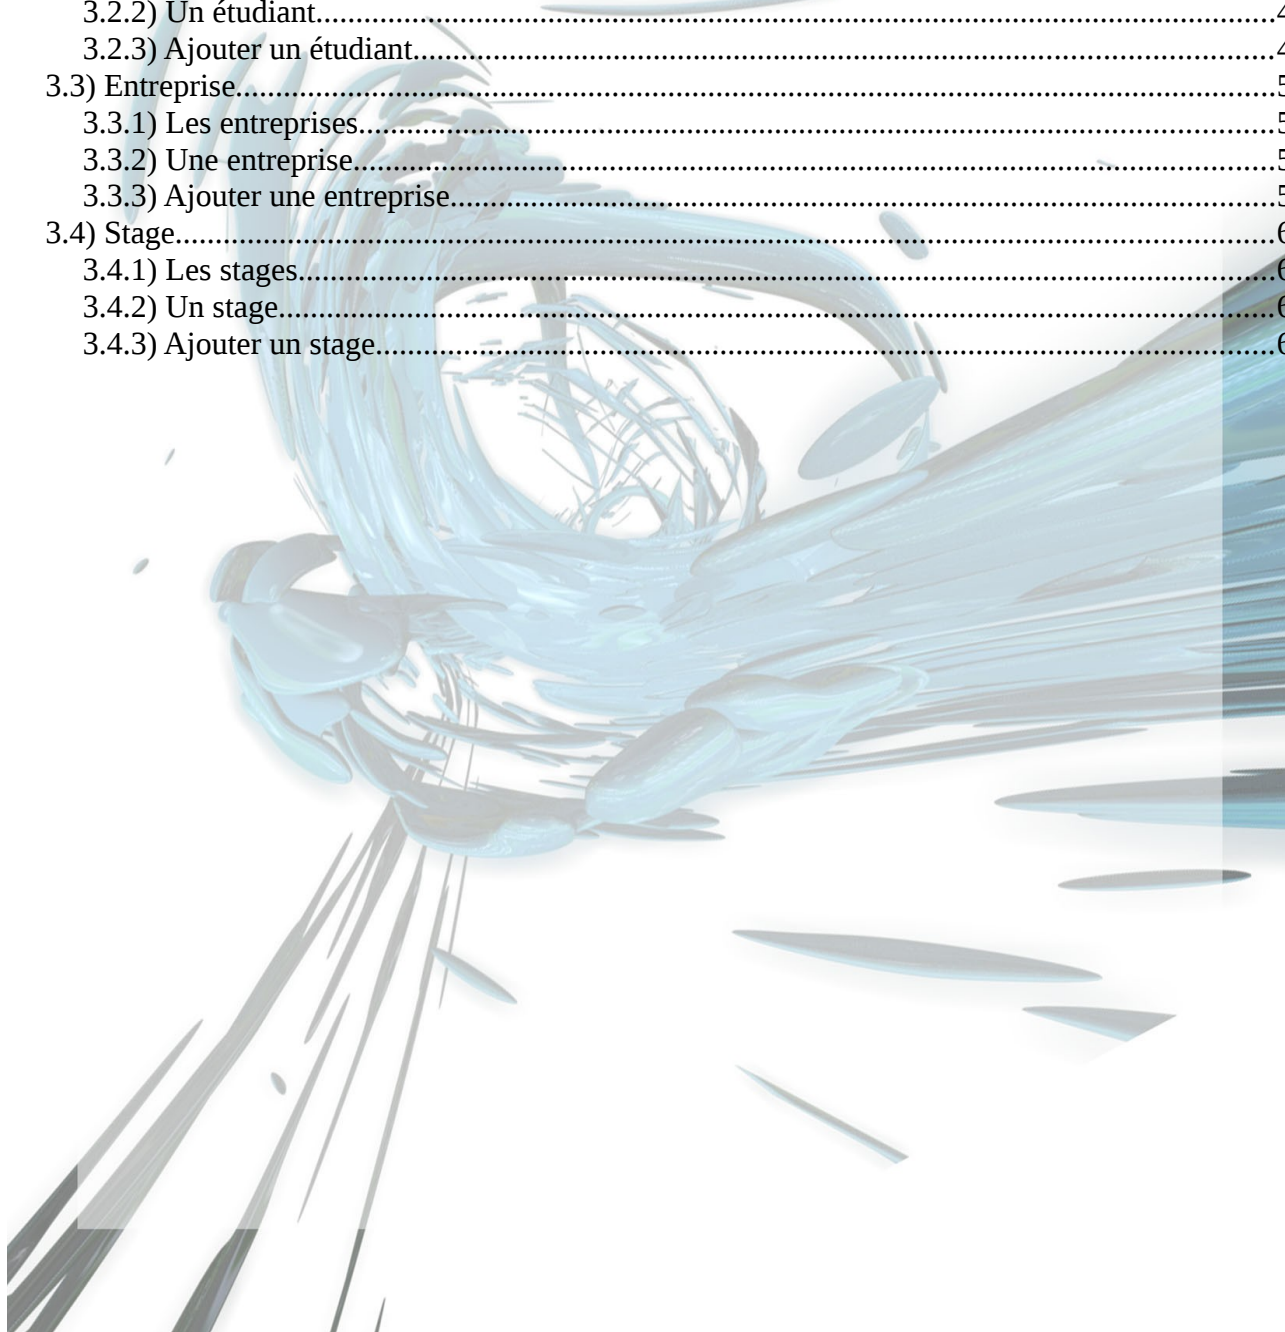 3.2.2) Un étudiant........................................................................................................................4
3.2.3) Ajouter un étudiant............................................................................................................4
3.3) Entreprise..................................................................................................................................5
3.3.1) Les entreprises...................................................................................................................5
3.3.2) Une entreprise...................................................................................................................5
3.3.3) Ajouter une entreprise.......................................................................................................5
3.4) Stage.........................................................................................................................................6
3.4.1) Les stages..........................................................................................................................6
3.4.2) Un stage............................................................................................................................6
3.4.3) Ajouter un stage................................................................................................................6